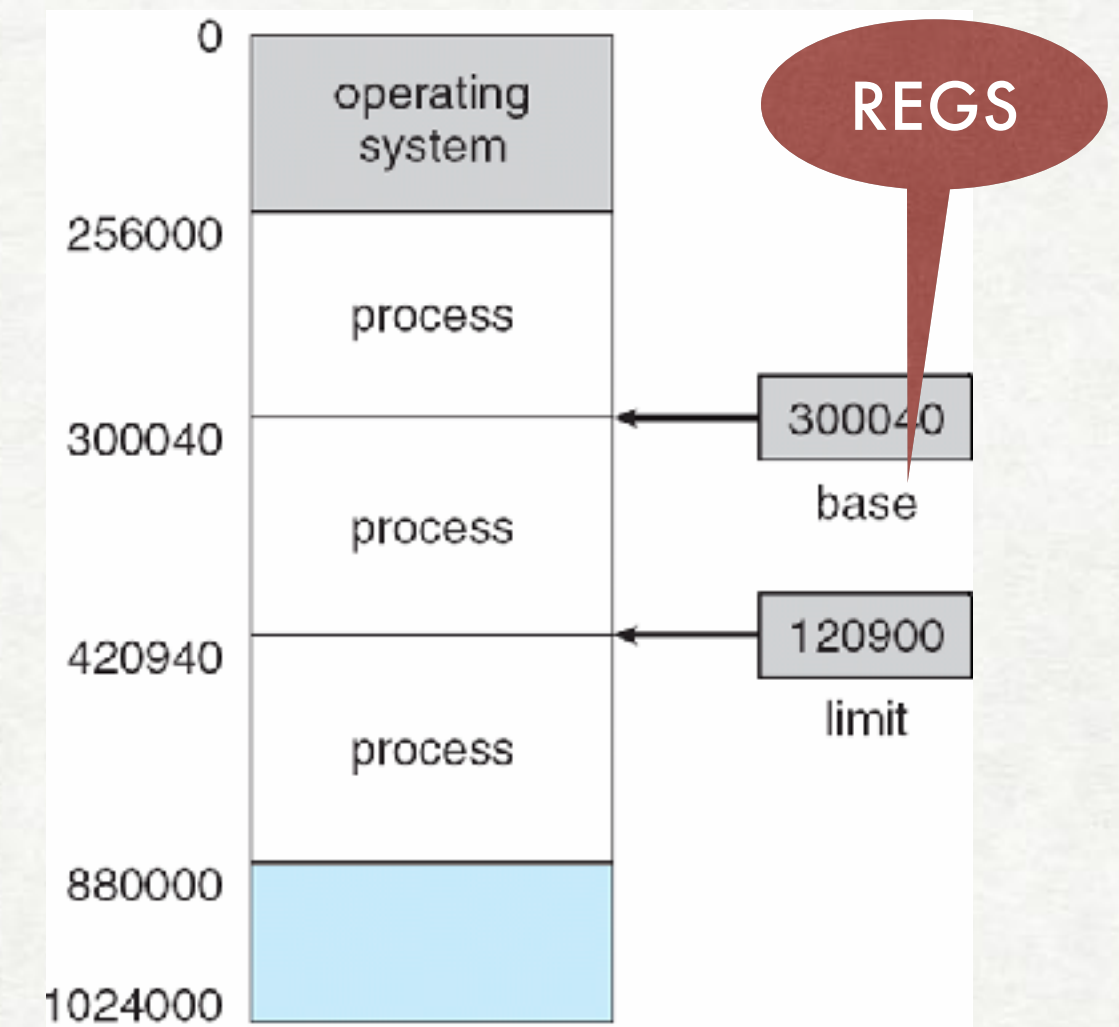 0
operating
system
REGS
256000
process
300040
300040
base
process
120900
420940
limit
process
880000
1024000